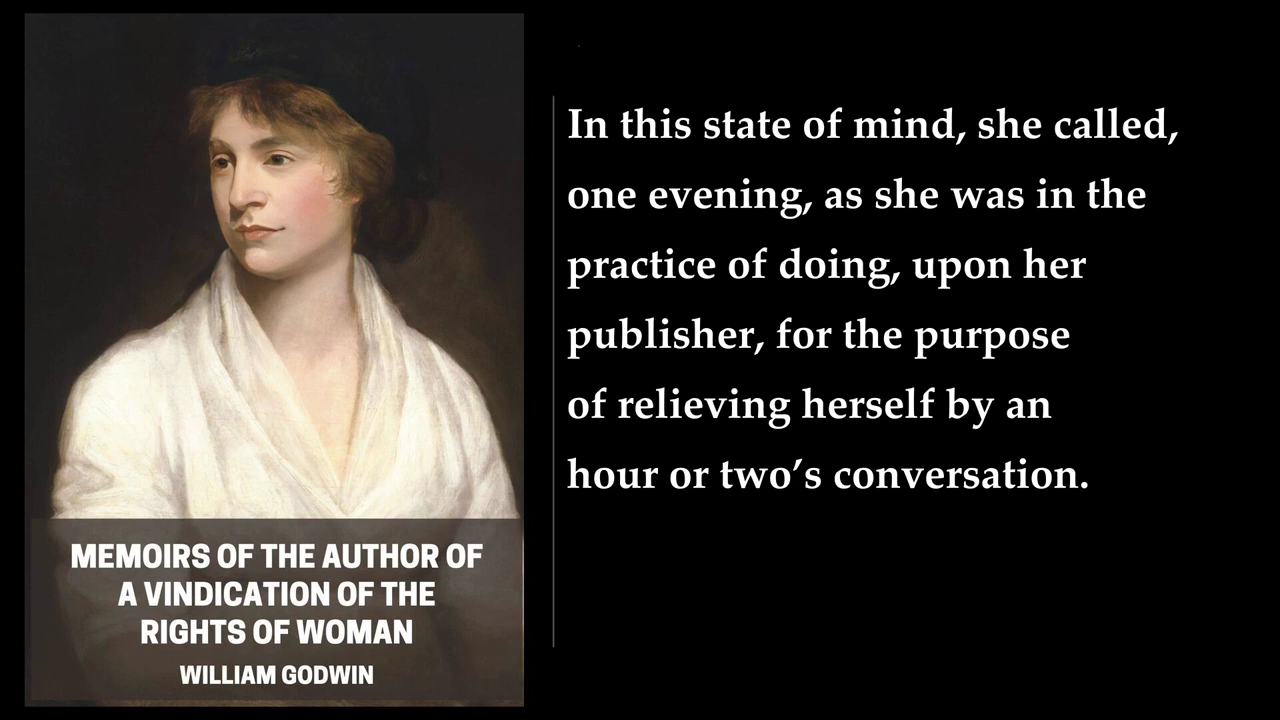 MEMOIRS OF THE AUTHOR OF
A VINDICATION OF THE
RIGHTS OF WOMAN
WILLIAM GODWIN
In this state of mind, she called,
one evening, as she was in the
practice of doing, upon her
publisher, for the purpose
of relieving herself by an
hour or two’s conversation.